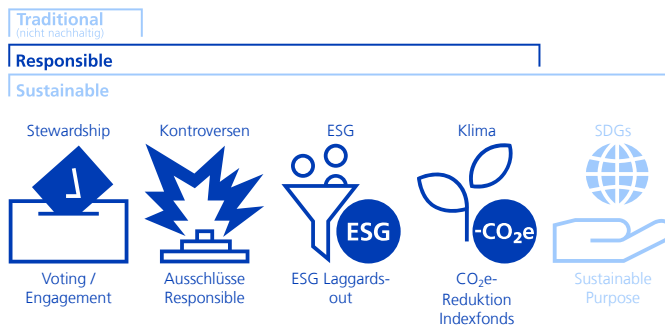 Traditional
(nicht nachhaltig)
Responsible
Sustainable
Stewardship
Kontroversen
ESG
Klima
SDGs
ESG
-CO₂e
Voting /
Engagement
Ausschlüsse
Responsible
ESG Laggards-
out
CO₂e-
Reduktion
Indexfonds
Sustainable
Purpose